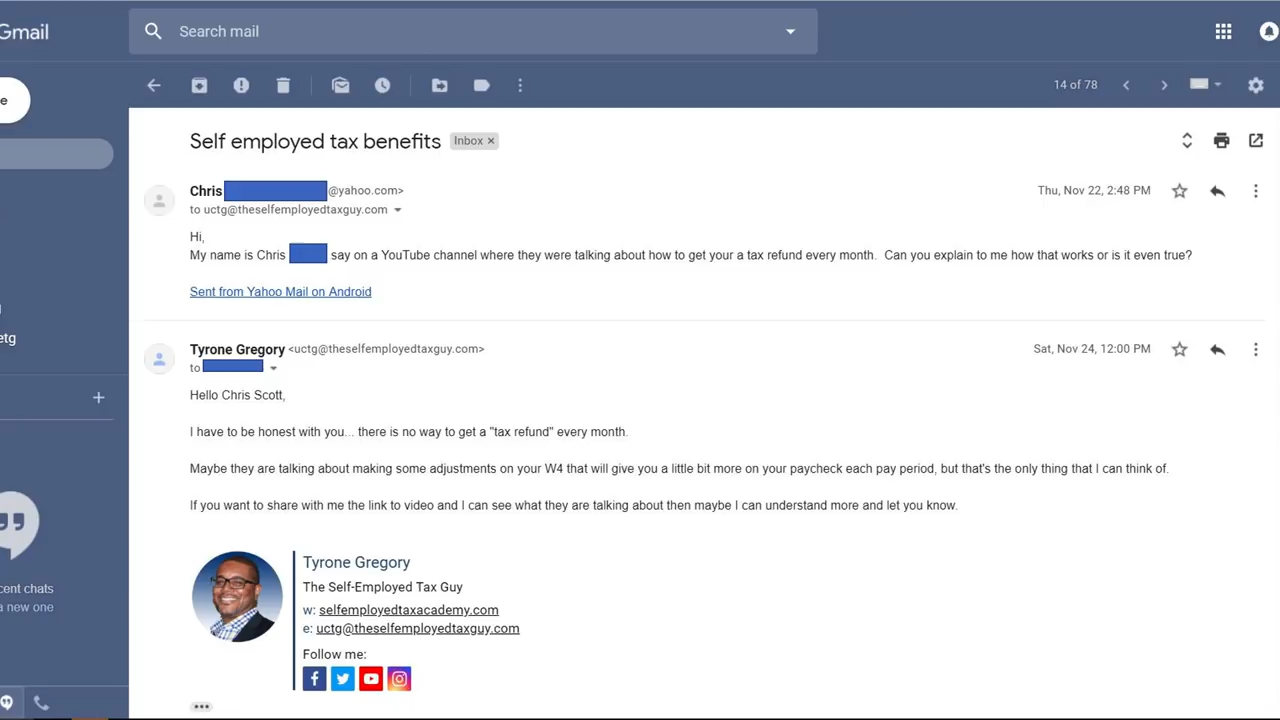 Gmail
Search mail
14 of 78
e
Self employed tax benefits
Inbox ×
Chris @yahoo.com>
Thu, Nov 22, 2:48 PM
to uctg@theselfemployedtaxguy.com
Hi,
My name is Chris say on a YouTube channel where they were talking about how to get your a tax refund every month. Can you explain to me how that works or is it even true?
Sent from Yahoo Mail on Android
etg
Tyrone Gregory <uctg@theselfemployedtaxguy.com>
Sat, Nov 24, 12:00 PM
to
Hello Chris Scott,
I have to be honest with you... there is no way to get a "tax refund" every month.
Maybe they are talking about making some adjustments on your W4 that will give you a little bit more on your paycheck each pay period, but that's the only thing that I can think of.
If you want to share with me the link to video and I can see what they are talking about then maybe I can understand more and let you know.
Tyrone Gregory
The Self-Employed Tax Guy
w: selfemployedtaxacademy.com
e: uctg@theselfemployedtaxguy.com
Follow me:
cent chats
a new one